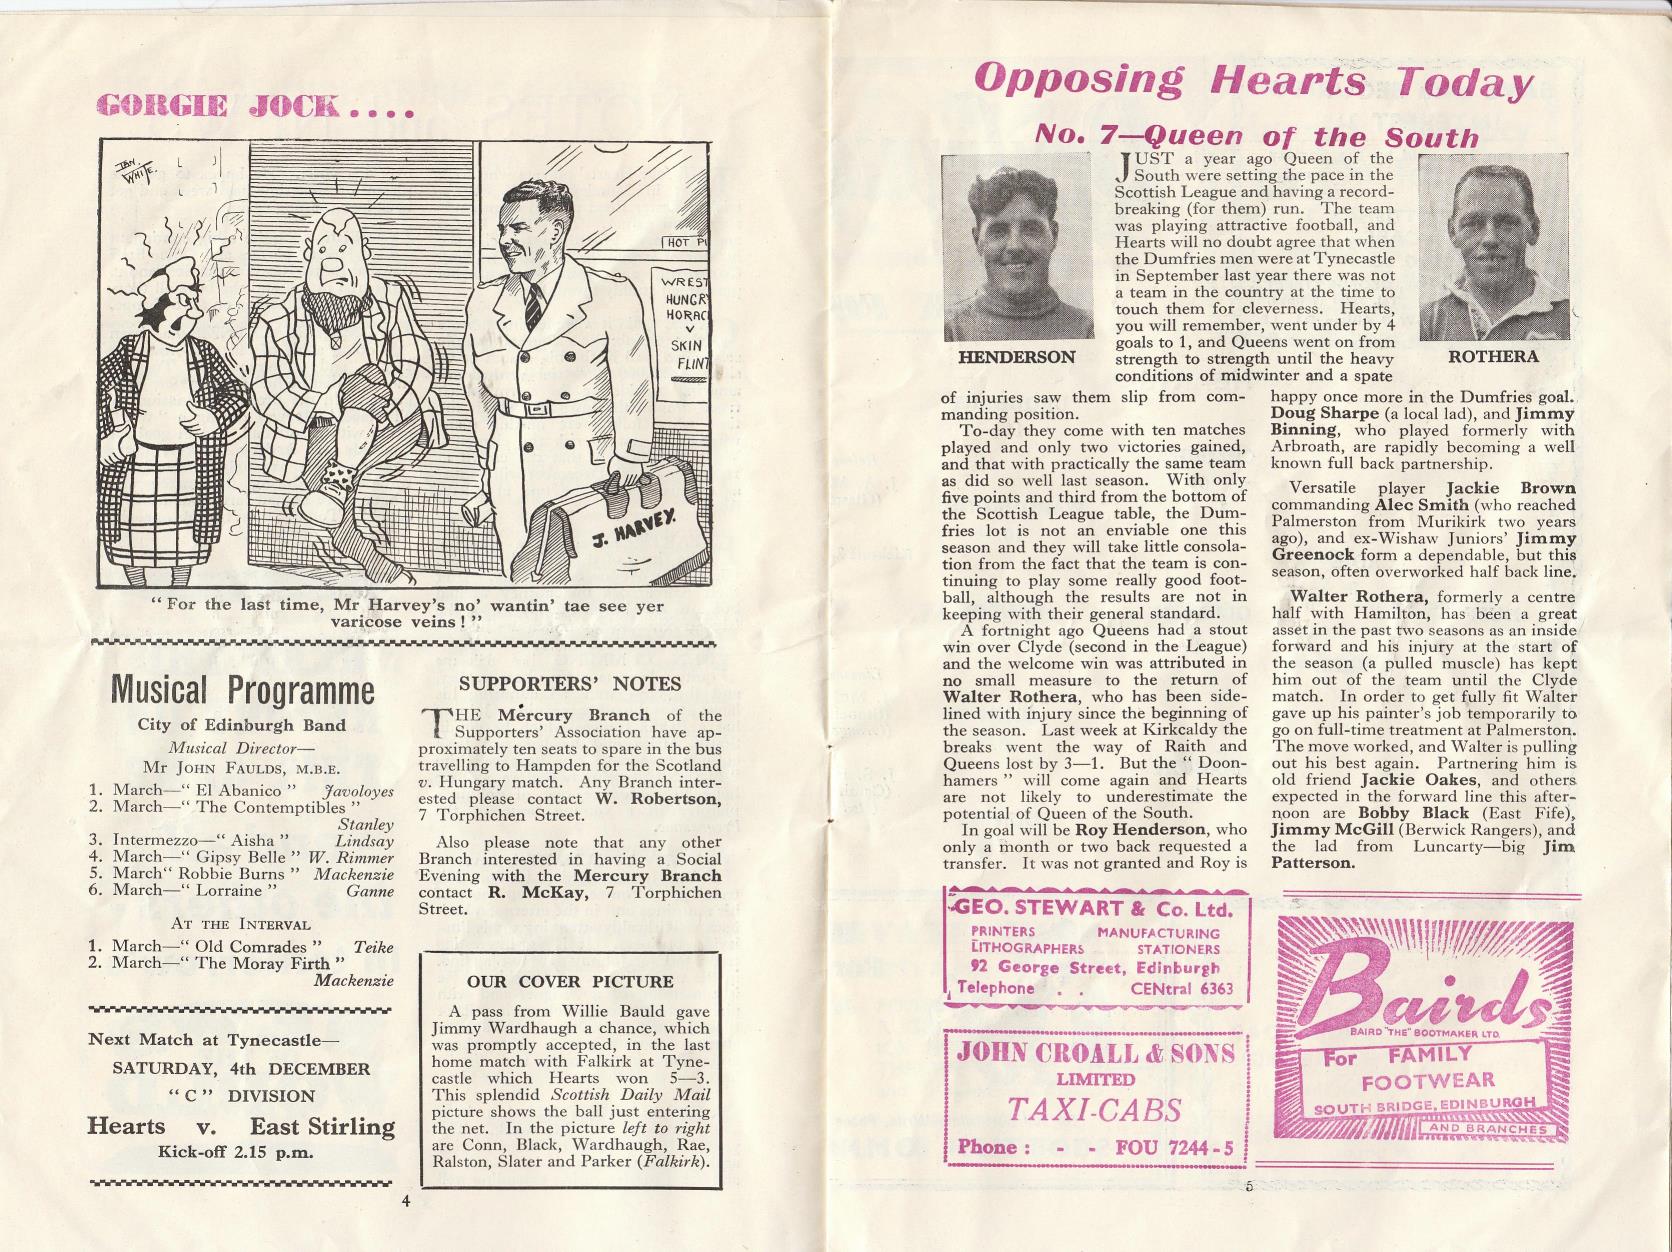 GORGIE JOCK....
IAN.
WHITE.
HOT PI
WREST
HUNGR
HORAC
V
SKIN
FLINT
J. HARVEY.
" For the last time, Mr Harvey's no' wantin' tae see yer
varicose veins ! "
Musical Programme
City of Edinburgh Band
Musical Director—
Mr JOHN FAULDS, M.B.E.
1. March—" El Abanico " Javoloyes
2. March—" The Contemptibles "
Stanley
3. Intermezzo—" Aisha " Lindsay
4. March—" Gipsy Belle " W. Rimmer
5. March" Robbie Burns " Mackenzie
6. March—" Lorraine " Ganne
AT THE INTERVAL
1. March—" Old Comrades " Teike
2. March—" The Moray Firth "
Mackenzie
Next Match at Tynecastle—
SATURDAY, 4th DECEMBER
" C " DIVISION
Hearts v. East Stirling
Kick-off 2.15 p.m.
SUPPORTERS' NOTES
THE Mercury Branch of the
Supporters' Association have ap-
proximately ten seats to spare in the bus
travelling to Hampden for the Scotland
v. Hungary match. Any Branch inter-
ested please contact W. Robertson,
7 Torphichen Street.
Also please note that any other
Branch interested in having a Social
Evening with the Mercury Branch
contact R. McKay, 7 Torphichen
Street.
OUR COVER PICTURE
A pass from Willie Bauld gave
Jimmy Wardhaugh a chance, which
was promptly accepted, in the last
home match with Falkirk at Tyne-
castle which Hearts won 5—3.
This splendid Scottish Daily Mail
picture shows the ball just entering
the net. In the picture left to right
are Conn, Black, Wardhaugh, Rae,
Ralston, Slater and Parker (Falkirk).
4
Opposing Hearts Today
No. 7—Queen of the South
HENDERSON
JUST a year ago Queen of the
South were setting the pace in the
Scottish League and having a record-
breaking (for them) run. The team
was playing attractive football, and
Hearts will no doubt agree that when
the Dumfries men were at Tynecastle
in September last year there was not
a team in the country at the time to
touch them for cleverness. Hearts,
you will remember, went under by 4
goals to 1, and Queens went on from
strength to strength until the heavy
conditions of midwinter and a spate
ROTHERA
of injuries saw them slip from com-
manding position.
To-day they come with ten matches
played and only two victories gained,
and that with practically the same team
as did so well last season. With only
five points and third from the bottom of
the Scottish League table, the Dum-
fries lot is not an enviable one this
season and they will take little consola-
tion from the fact that the team is con-
tinuing to play some really good foot-
ball, although the results are not in
keeping with their general standard.
A fortnight ago Queens had a stout
win over Clyde (second in the League)
and the welcome win was attributed in
no small measure to the return of
Walter Rothera, who has been side-
lined with injury since the beginning of
the season. Last week at Kirkcaldy the
breaks went the way of Raith and
Queens lost by 3—1. But the " Doon-
hamers " will come again and Hearts
are not likely to underestimate the
potential of Queen of the South.
In goal will be Roy Henderson, who
only a month or two back requested a
transfer. It was not granted and Roy is
happy once more in the Dumfries goal.
Doug Sharpe (a local lad), and Jimmy
Binning, who played formerly with
Arbroath, are rapidly becoming a well
known full back partnership.
Versatile player Jackie Brown
commanding Alec Smith (who reached
Palmerston from Murikirk two years
ago), and ex-Wishaw Juniors' Jimmy
Greenock form a dependable, but this
season, often overworked half back line.
Walter Rothera, formerly a centre
half with Hamilton, has been a great
asset in the past two seasons as an inside
forward and his injury at the start of
the season (a pulled muscle) has kept
him out of the team until the Clyde
match. In order to get fully fit Walter
gave up his painter's job temporarily to
go on full-time treatment at Palmerston.
The move worked, and Walter is pulling
out his best again. Partnering him is
old friend Jackie Oakes, and others
expected in the forward line this after-
noon are Bobby Black (East Fife),
Jimmy McGill (Berwick Rangers), and
the lad from Luncarty—big Jim
Patterson.
GEO. STEWART & Co. Ltd.
PRINTERS MANUFACTURING
LITHOGRAPHERS STATIONERS
92 George Street, Edinburgh
Telephone . . CENtral 6363
JOHN CROALL & SONS
LIMITED
TAXI-CABS
Phone : - - FOU 7244-5
Bairds
BAIRD "THE" BOOTMAKER LTD.
For FAMILY
FOOTWEAR
SOUTH BRIDGE, EDINBURGH
AND BRANCHES
5